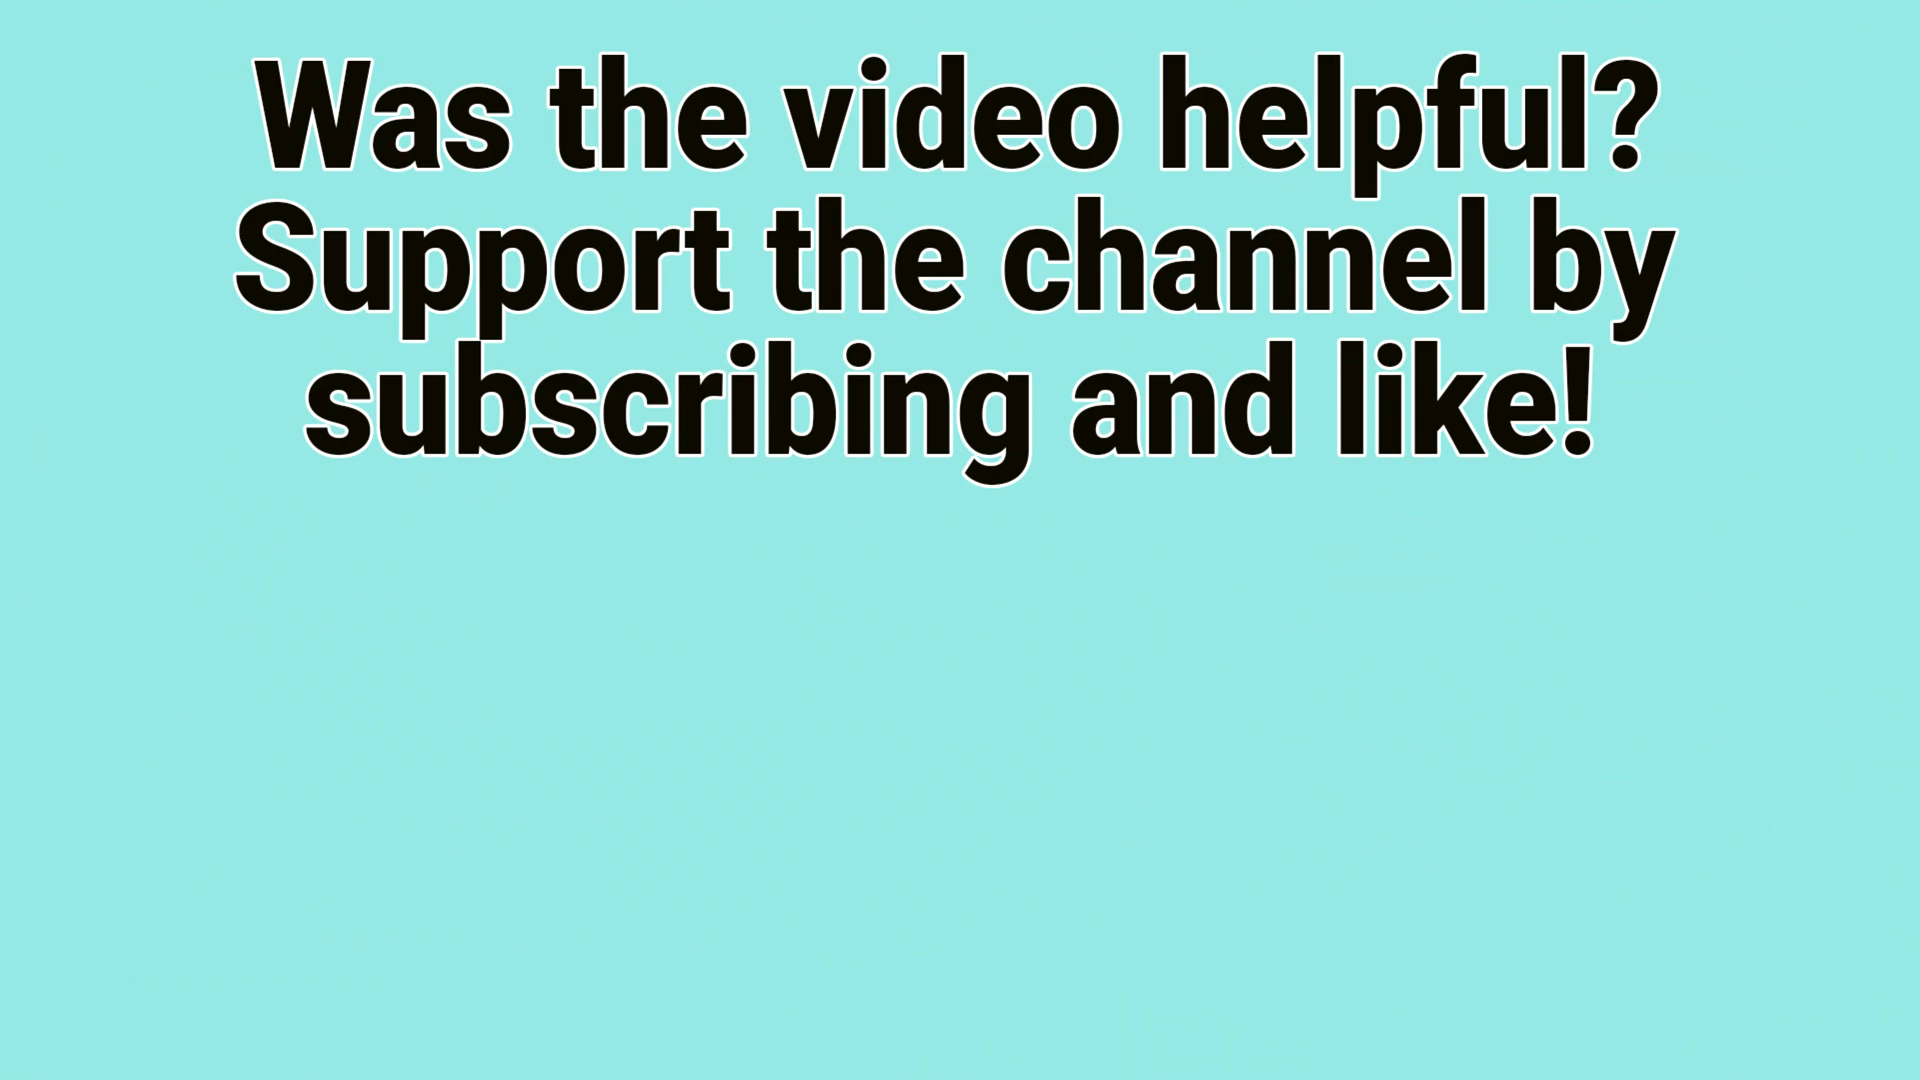 Was the video helpful?
Support the channel by
subscribing and like!